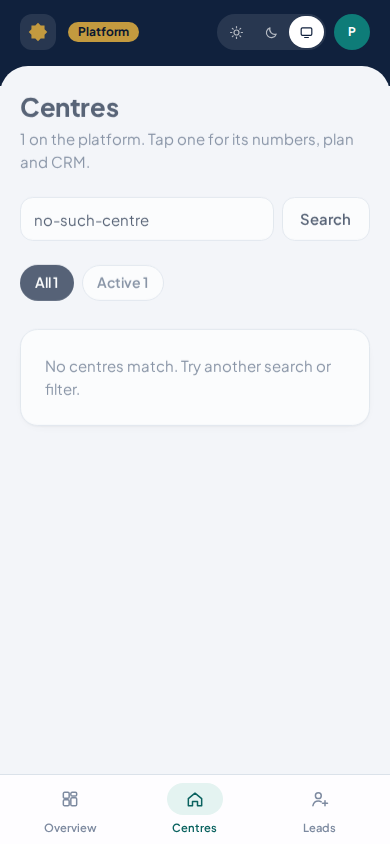 Platform
P
Centres
1 on the platform. Tap one for its numbers, plan
and CRM.
no-such-centre
Search
All 1
Active 1
No centres match. Try another search or
filter.
Overview
Centres
Leads